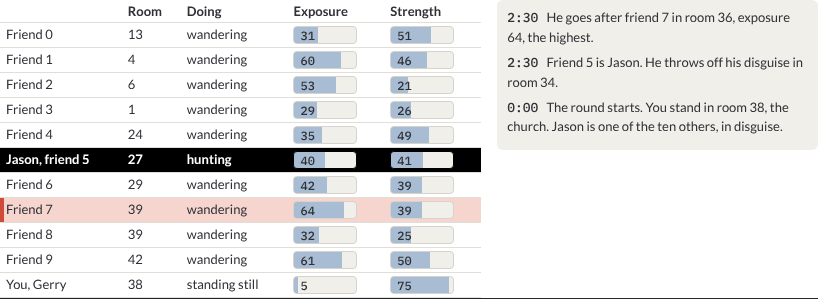 Room Doing Exposure Strength
Friend 0 13 wandering 31 51
Friend 1 4 wandering 60 46
Friend 2 6 wandering 53 21
Friend 3 1 wandering 29 26
Friend 4 24 wandering 35 49
Jason, friend 5 27 hunting 40 41
Friend 6 29 wandering 42 39
Friend 7 39 wandering 64 39
Friend 8 39 wandering 32 25
Friend 9 42 wandering 61 50
You, Gerry 38 standing still 5 75
2:30 He goes after friend 7 in room 36, exposure
64, the highest.
2:30 Friend 5 is Jason. He throws off his disguise in
room 34.
0:00 The round starts. You stand in room 38, the
church. Jason is one of the ten others, in disguise.